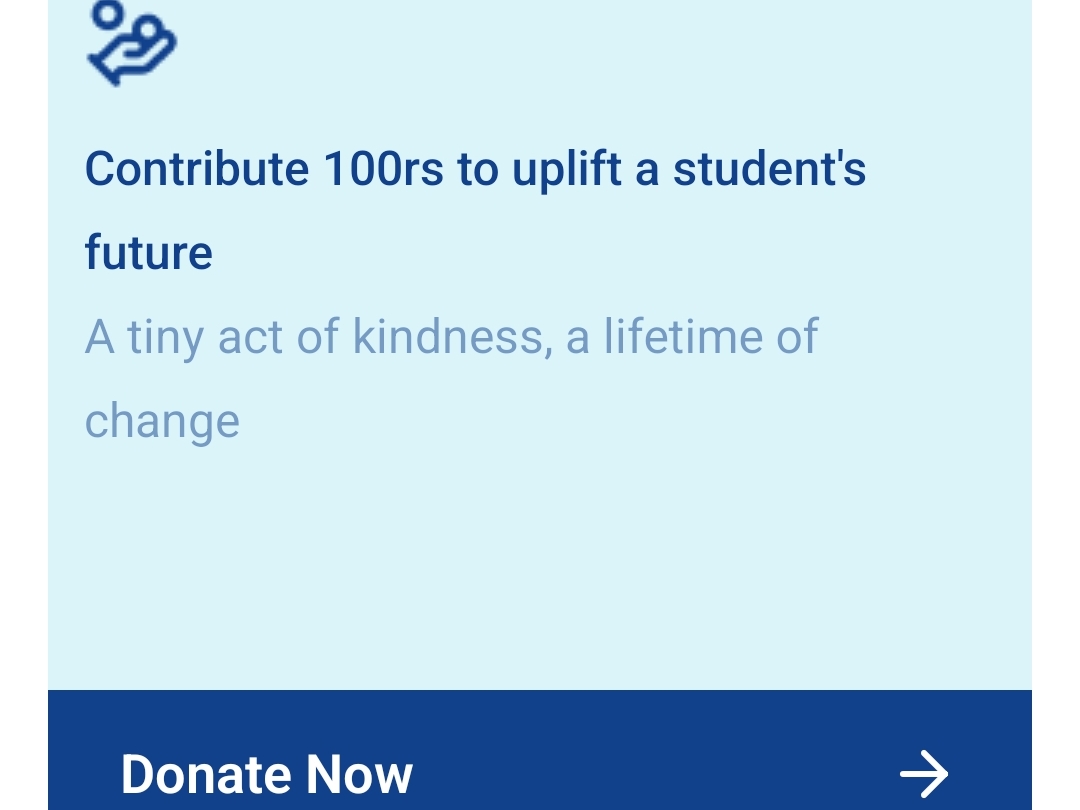 Contribute 100rs to uplift a student's
future
A tiny act of kindness, a lifetime of
change
Donate Now